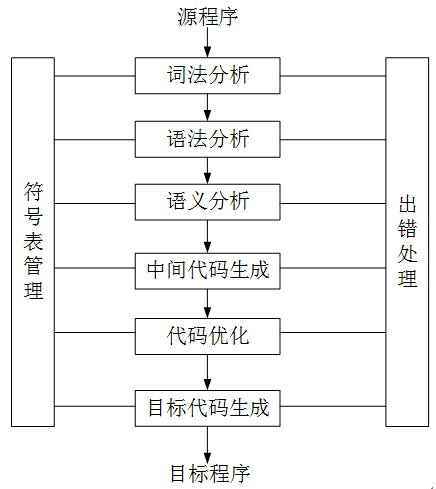 源程序
词法分析
语法分析
语义分析
符号表管理
出错处理
中间代码生成
代码优化
目标代码生成
目标程序